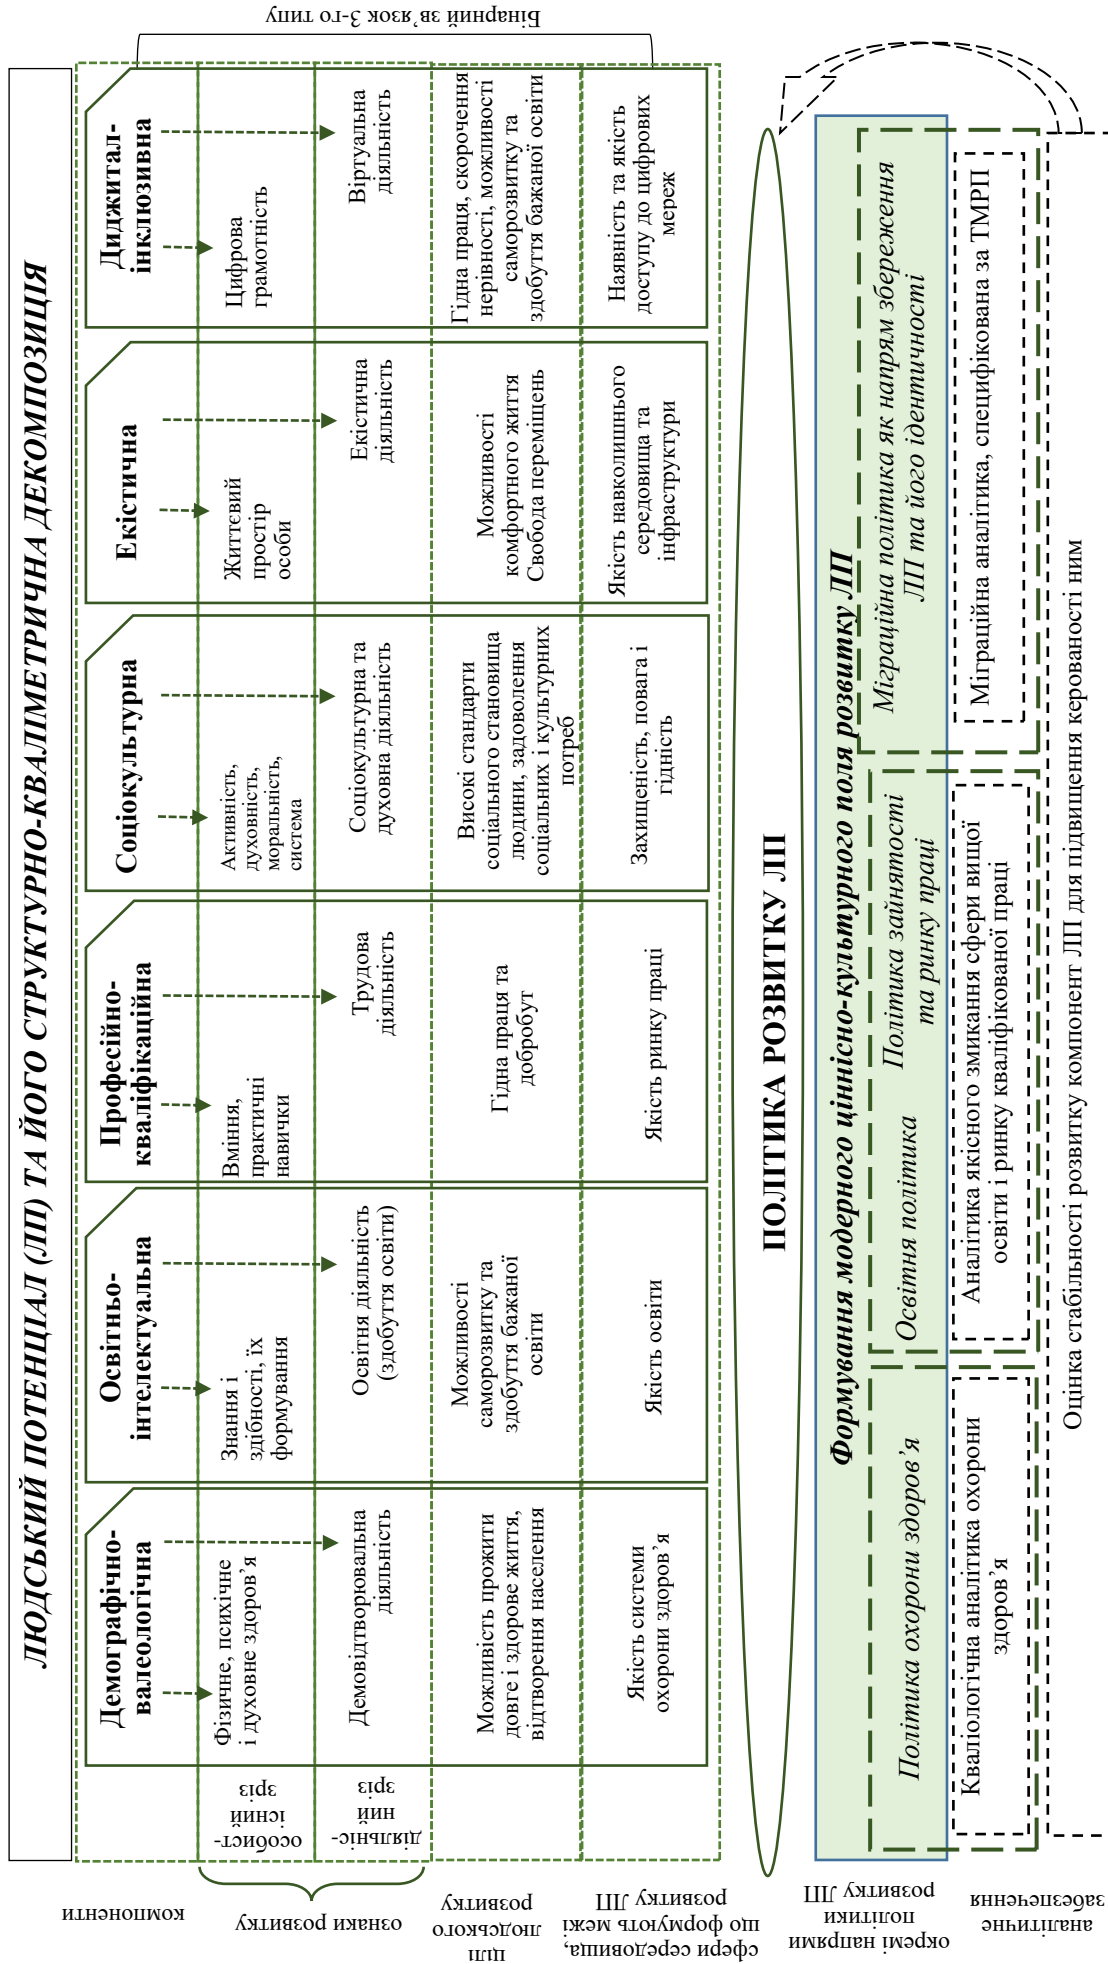 ЛЮДСЬКИЙ ПОТЕНЦІАЛ (ЛП) ТА ЙОГО СТРУКТУРНО-КВАЛІМЕТРИЧНА ДЕКОМПОЗИЦІЯ
компоненти
Демографічно-
валеологічна
Освітньо-
інтелектуальна
Професійно-
кваліфікаційна
Соціокультурна
Екістична
Диджитал-
інклюзивна
ознаки розвитку
особист-
існий
зріз
Фізичне, психічне
і духовне здоров’я
Знання і
здібності, їх
формування
Вміння,
практичні
навички
Активність,
духовність,
моральність,
система
Життєвий
простір
особи
Цифрова
грамотність
діяльніс-
ний
зріз
Демовідтворювальна
діяльність
Освітня діяльність
(здобуття освіти)
Трудова
діяльність
Соціокультурна та
духовна діяльність
Екістична
діяльність
Віртуальна
діяльність
цілі
людського
розвитку
Можливість прожити
довге і здорове життя,
відтворення населення
Можливості
саморозвитку та
здобуття бажаної
освіти
Гідна праця та
добробут
Високі стандарти
соціального становища
людини, задоволення
соціальних і культурних
потреб
Можливості
комфортного життя
Свобода переміщень
Гідна праця, скорочення
нерівності, можливості
саморозвитку та
здобуття бажаної освіти
сфери середовища,
що формують межі
розвитку ЛП
Якість системи
охорони здоров’я
Якість освіти
Якість ринку праці
Захищеність, повага і
гідність
Якість навколишнього
середовища та
інфраструктури
Наявність та якість
доступу до цифрових
мереж
Бінарний зв’язок 3-го типу
ПОЛІТИКА РОЗВИТКУ ЛП
окремі напрями
політики
розвитку ЛП
Формування модерного ціннісно-культурного поля розвитку ЛП
Політика охорони здоров’я
Освітня політика
Політика зайнятості
та ринку праці
Міграційна політика як напрям збереження
ЛП та його ідентичності
аналітичне
забезпечення
Кваліологічна аналітика охорони
здоров’я
Аналітика якісного змикання сфери вищої
освіти і ринку кваліфікованої праці
Міграційна аналітика, специфікована за ТМРП
Оцінка стабільності розвитку компонент ЛП для підвищення керованості ним